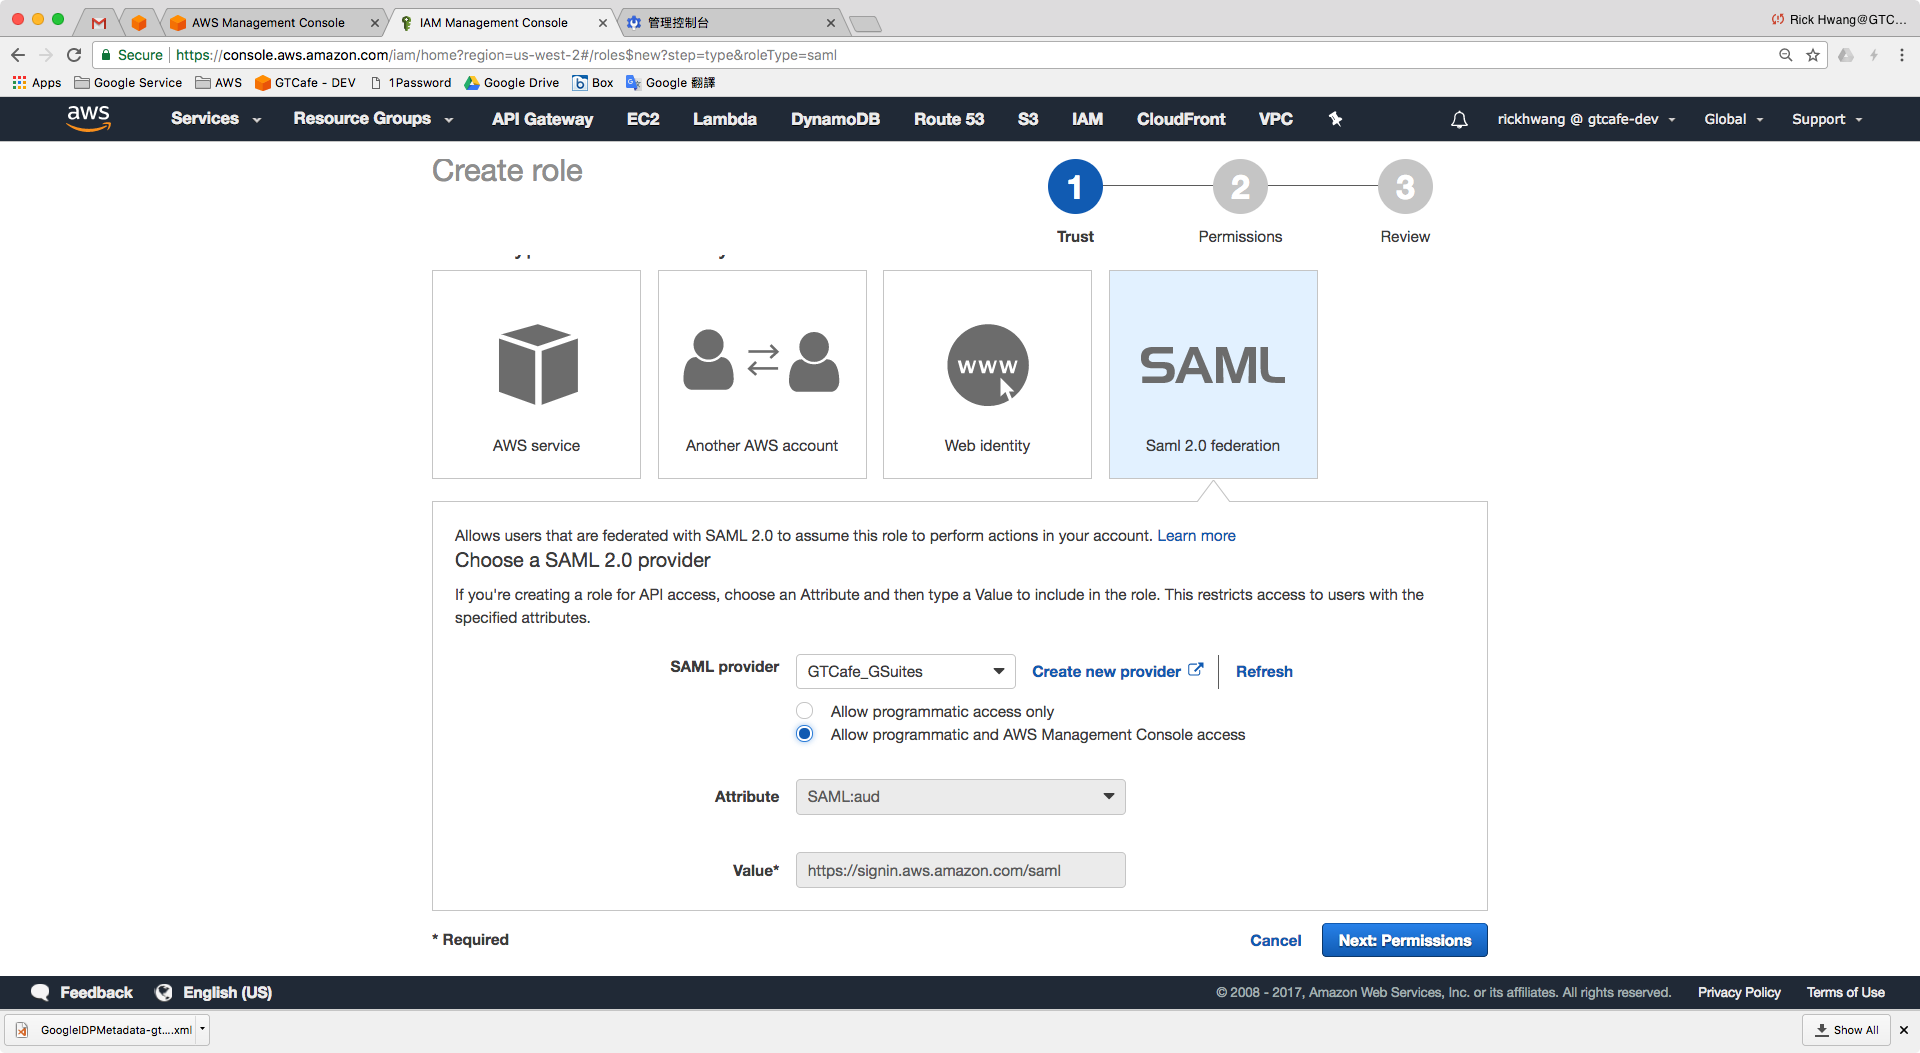 AWS Management Console
IAM Management Console
管理控制台
Rick Hwang@GTC...
Secure
https://console.aws.amazon.com/iam/home?region=us-west-2#/roles$new?step=type&roleType=saml
Apps
Google Service
AWS
GTCafe - DEV
1Password
Google Drive
Box
Google 翻譯
aws
Services
Resource Groups
API Gateway
EC2
Lambda
DynamoDB
Route 53
S3
IAM
CloudFront
VPC
rickhwang @ gtcafe-dev
Global
Support
Create role
1
2
3
Trust
Permissions
Review
www
SAML
AWS service
Another AWS account
Web identity
Saml 2.0 federation
Allows users that are federated with SAML 2.0 to assume this role to perform actions in your account. Learn more
Choose a SAML 2.0 provider
If you're creating a role for API access, choose an Attribute and then type a Value to include in the role. This restricts access to users with the
specified attributes.
SAML provider
GTCafe_GSuites
Create new provider
Refresh
Allow programmatic access only
Allow programmatic and AWS Management Console access
Attribute
SAML:aud
Value*
https://signin.aws.amazon.com/saml
* Required
Cancel
Next: Permissions
Feedback
English (US)
© 2008 - 2017, Amazon Web Services, Inc. or its affiliates. All rights reserved.
Privacy Policy
Terms of Use
GoogleIDPMetadata-gt....xml
Show All